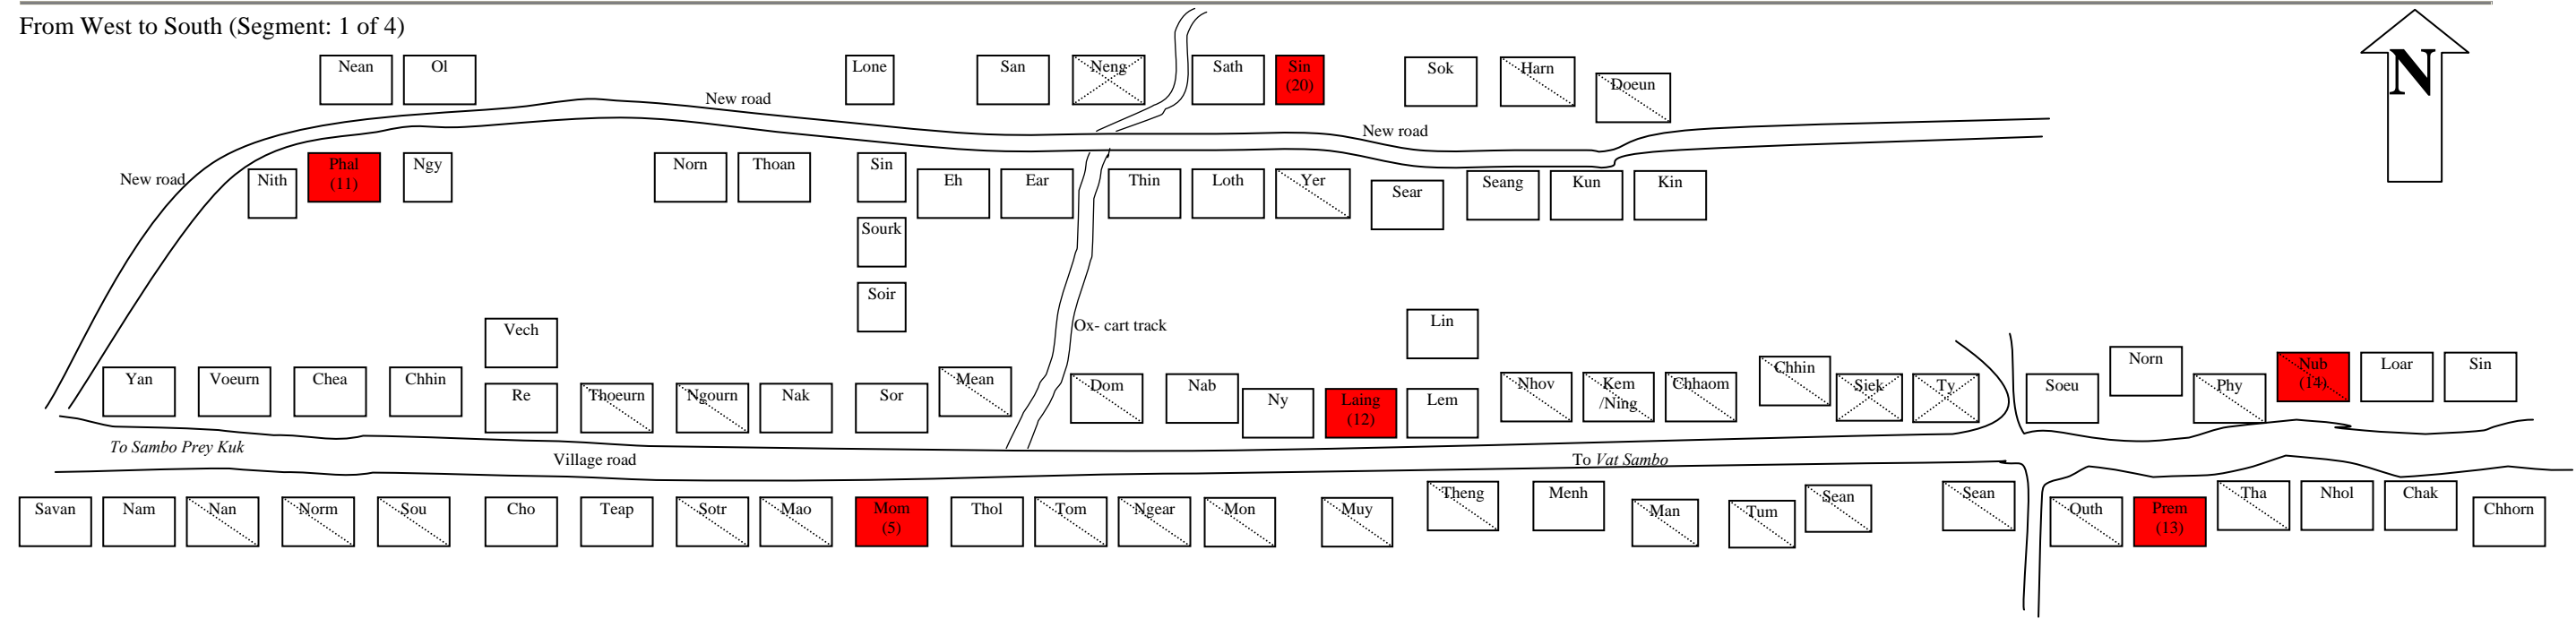 From West to South (Segment: 1 of 4)
Nean
Ol
Lone
San
Neng
Sath
Sin
(20)
Sok
Harn
Doeun
N
New road
New road
New road
Nith
Phal
(11)
Ngy
Norn
Thoan
Sin
Eh
Ear
Thin
Loth
Yer
Sear
Seang
Kun
Kin
Sourk
Soir
Ox- cart track
Vech
Lin
Yan
Voeurn
Chea
Chhin
Re
Thoeurn
Ngourn
Nak
Sor
Mean
Dom
Nab
Ny
Laing
(12)
Lem
Nhov
Kem
/Ning
Chhaom
Chhin
Siek
Ty
Soeu
Norn
Phy
Nub
(14)
Loar
Sin
To Sambo Prey Kuk
Village road
To Vat Sambo
Savan
Nam
Nan
Norm
Sou
Cho
Teap
Sotr
Mao
Mom
(5)
Thol
Tom
Ngear
Mon
Muy
Theng
Menh
Man
Tum
Sean
Sean
Outh
Prem
(13)
Tha
Nhol
Chak
Chhorn